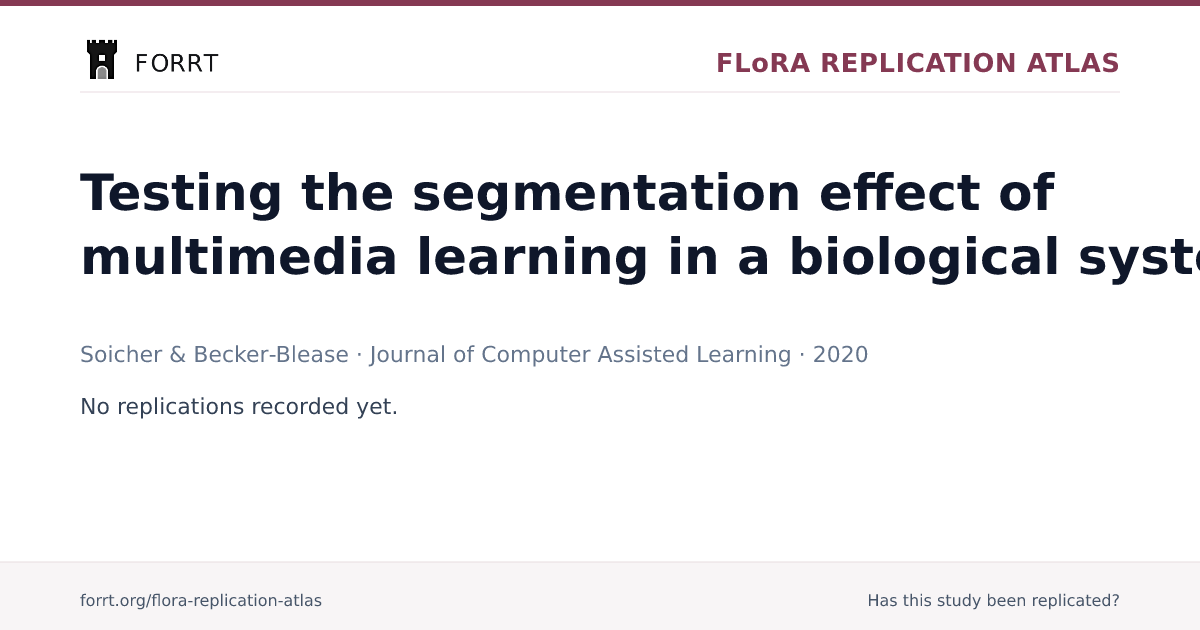 FORRT
FLoRA REPLICATION ATLAS
Testing the segmentation effect of
multimedia learning in a biological
Soicher & Becker-Blease · Journal of Computer Assisted Learning · 2020
No replications recorded yet.
forrt.org/flora-replication-atlas
Has this study been replicated?